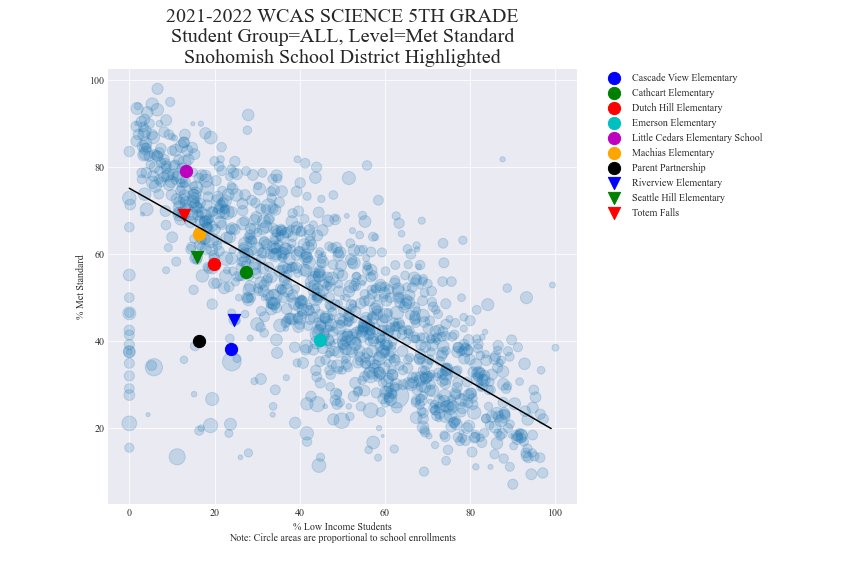 2021-2022 WCAS SCIENCE 5TH GRADE
Student Group=ALL, Level=Met Standard
Snohomish School District Highlighted
100
80
60
40
20
% Met Standard
0 20 40 60 80 100
% Low Income Students
Note: Circle areas are proportional to school enrollments
Cascade View Elementary
Cathcart Elementary
Dutch Hill Elementary
Emerson Elementary
Little Cedars Elementary School
Machias Elementary
Parent Partnership
Riverview Elementary
Seattle Hill Elementary
Totem Falls